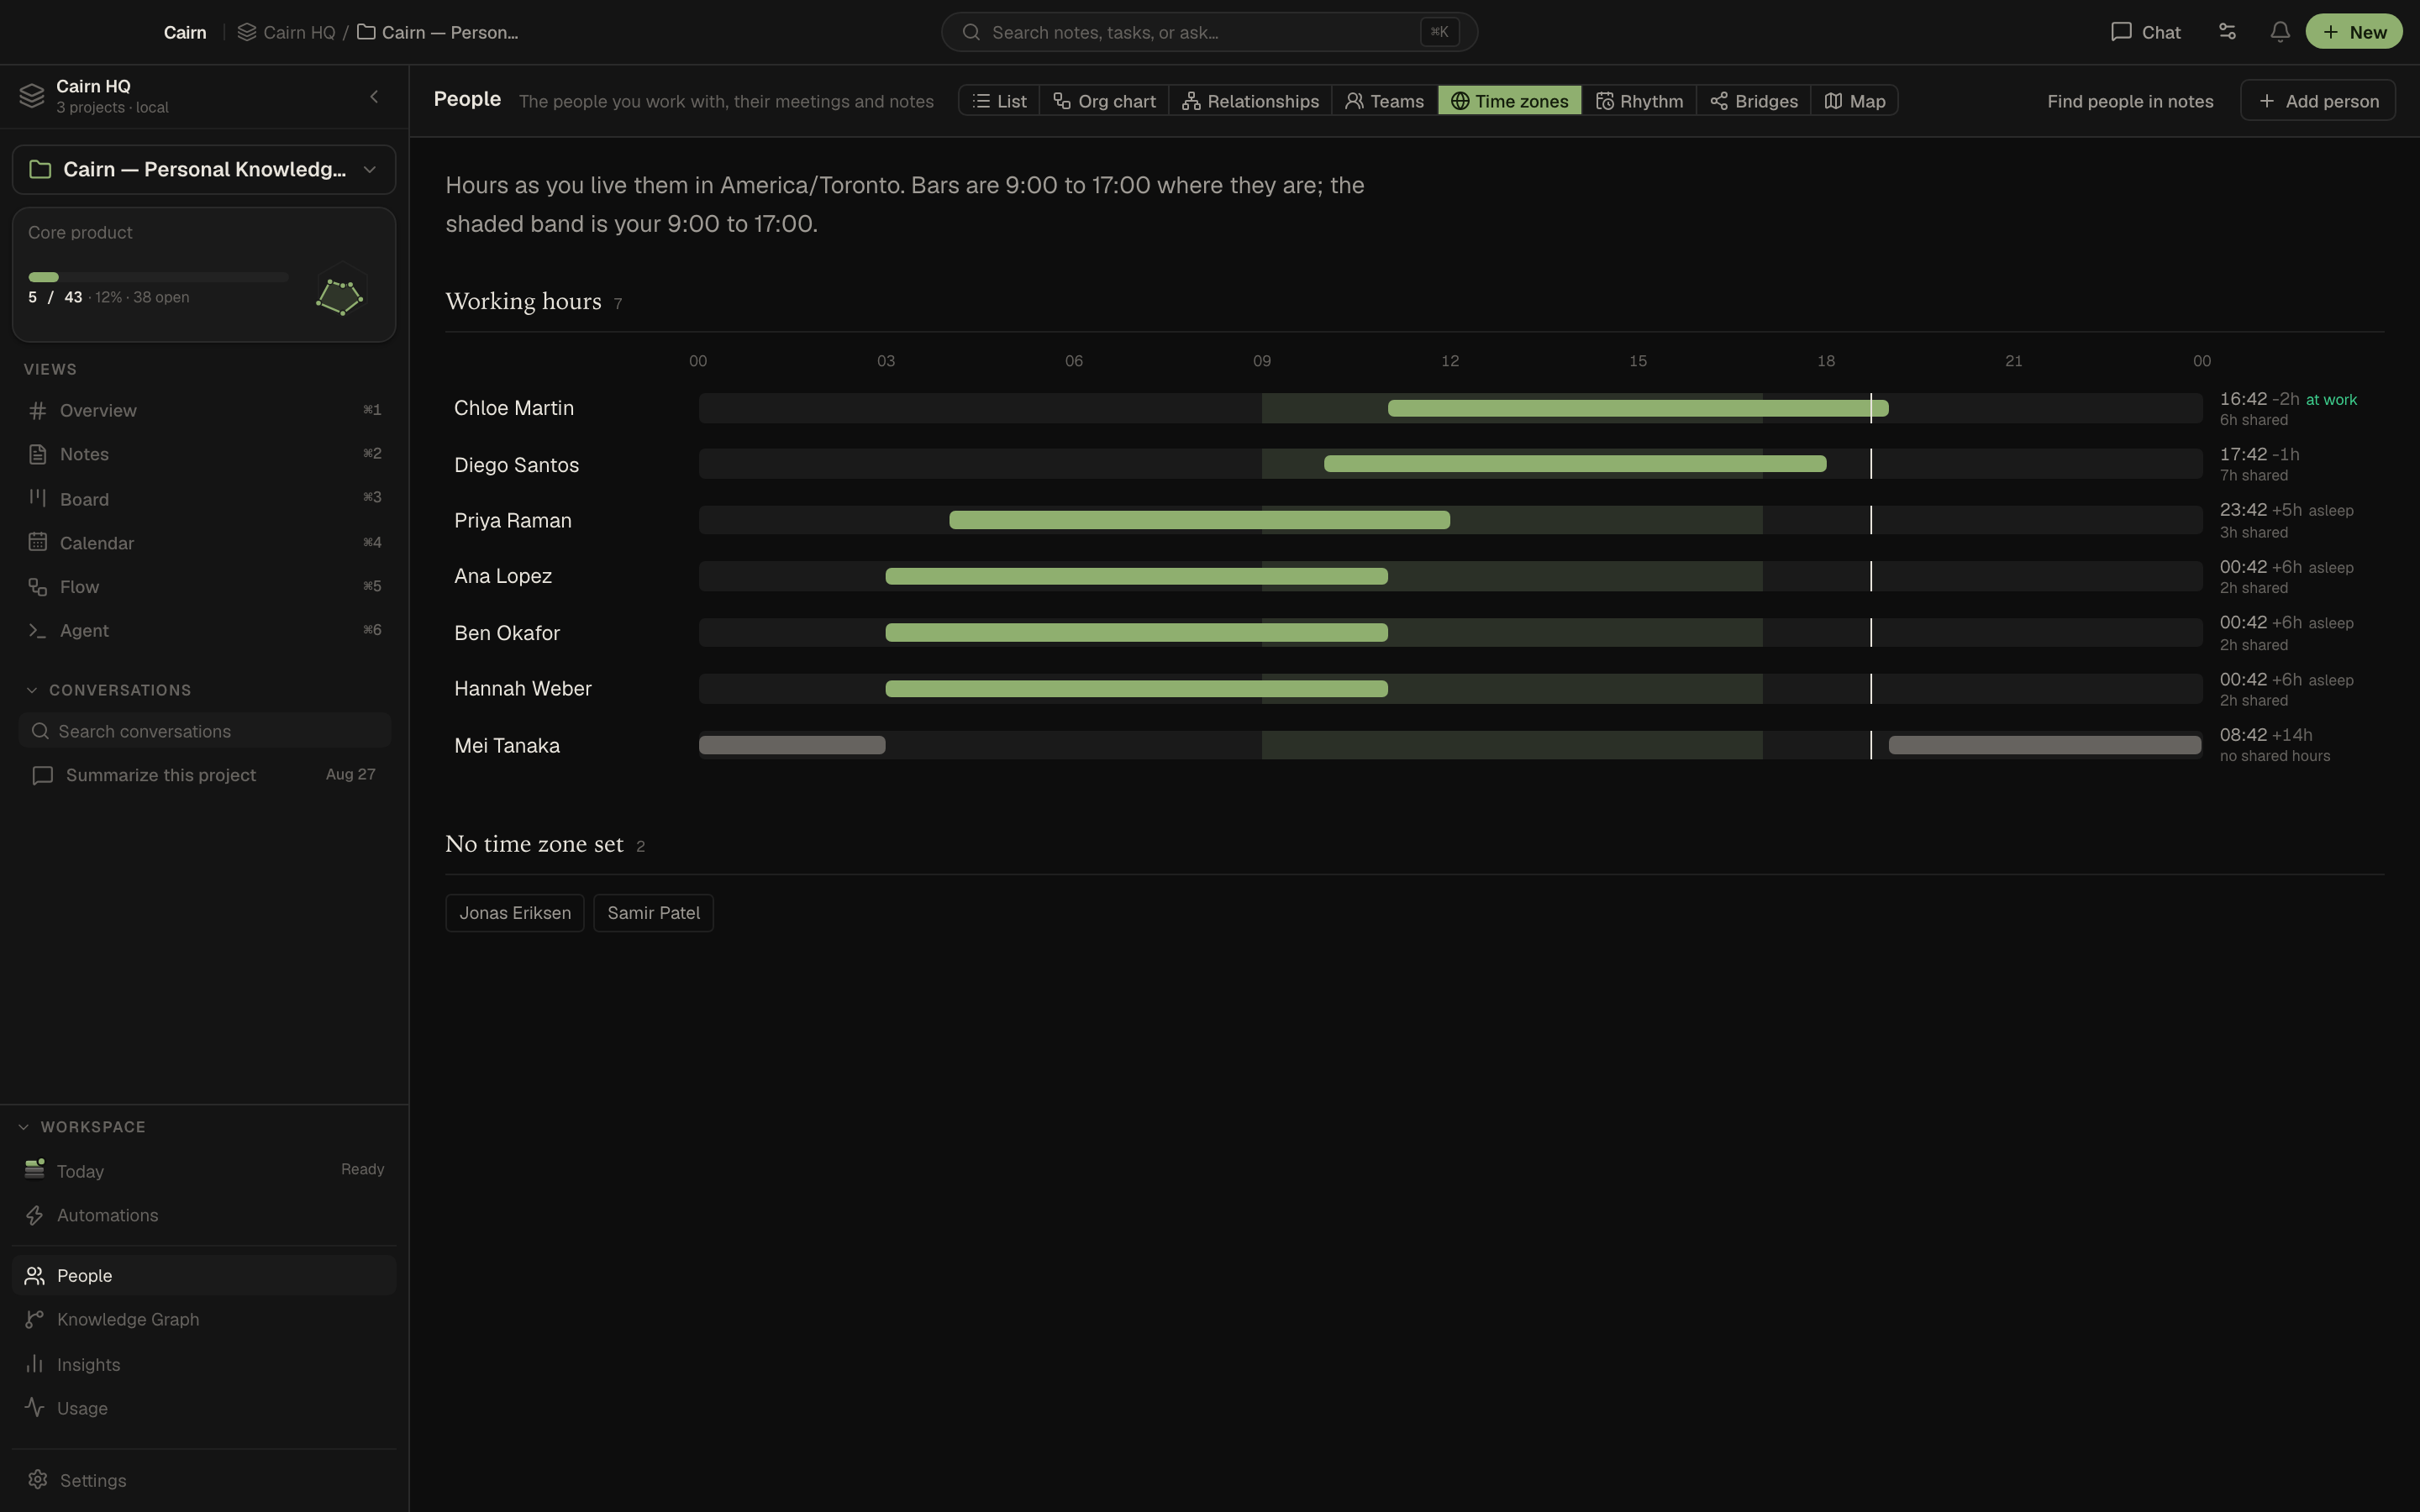 Cairn
Cairn HQ / Cairn — Person...
Search notes, tasks, or ask... ⌘K
Chat
New
Cairn HQ
3 projects · local
People The people you work with, their meetings and notes
List
Org chart
Relationships
Teams
Time zones
Rhythm
Bridges
Map
Find people in notes
Add person
Cairn — Personal Knowledg...
Core product
5 / 43 · 12% · 38 open
VIEWS
Overview ⌘1
Notes ⌘2
Board ⌘3
Calendar ⌘4
Flow ⌘5
Agent ⌘6
CONVERSATIONS
Search conversations
Summarize this project Aug 27
WORKSPACE
Today Ready
Automations
People
Knowledge Graph
Insights
Usage
Settings
Hours as you live them in America/Toronto. Bars are 9:00 to 17:00 where they are; the
shaded band is your 9:00 to 17:00.
Working hours 7
00 03 06 09 12 15 18 21 00
Chloe Martin 16:42 -2h at work
6h shared
Diego Santos 17:42 -1h
7h shared
Priya Raman 23:42 +5h asleep
3h shared
Ana Lopez 00:42 +6h asleep
2h shared
Ben Okafor 00:42 +6h asleep
2h shared
Hannah Weber 00:42 +6h asleep
2h shared
Mei Tanaka 08:42 +14h
no shared hours
No time zone set 2
Jonas Eriksen
Samir Patel